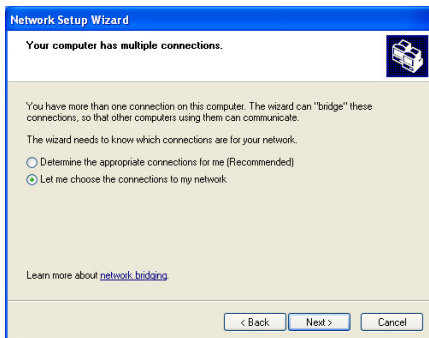 Network Setup Wizard
Your computer has multiple connections.
You have more than one connection on this computer. The wizard can "bridge" these
connections, so that other computers using them can communicate.
The wizard needs to know which connections are for your network.
Determine the appropriate connections for me (Recommended)
Let me choose the connections to my network
Learn more about network bridging.
< Back
Next >
Cancel